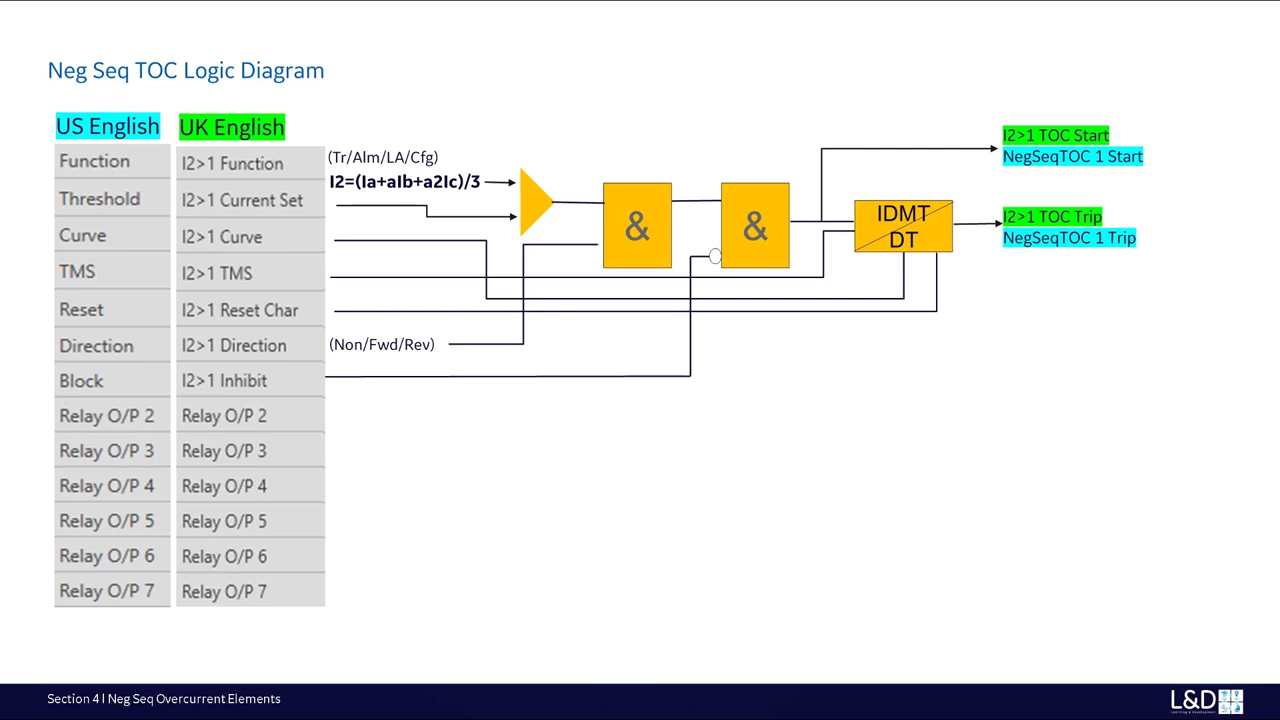 Neg Seq TOC Logic Diagram
US English
UK English
Function
I2>1 Function
(Tr/Alm/LA/Cfg)
I2=(Ia+aIb+a2Ic)/3
Threshold
I2>1 Current Set
Curve
I2>1 Curve
TMS
I2>1 TMS
Reset
I2>1 Reset Char
Direction
I2>1 Direction
(Non/Fwd/Rev)
Block
I2>1 Inhibit
Relay O/P 2
Relay O/P 2
Relay O/P 3
Relay O/P 3
Relay O/P 4
Relay O/P 4
Relay O/P 5
Relay O/P 5
Relay O/P 6
Relay O/P 6
Relay O/P 7
Relay O/P 7
&
&
IDMT
DT
I2>1 TOC Start
NegSeqTOC 1 Start
I2>1 TOC Trip
NegSeqTOC 1 Trip
Section 4 l Neg Seq Overcurrent Elements
L&D
Learning & Development